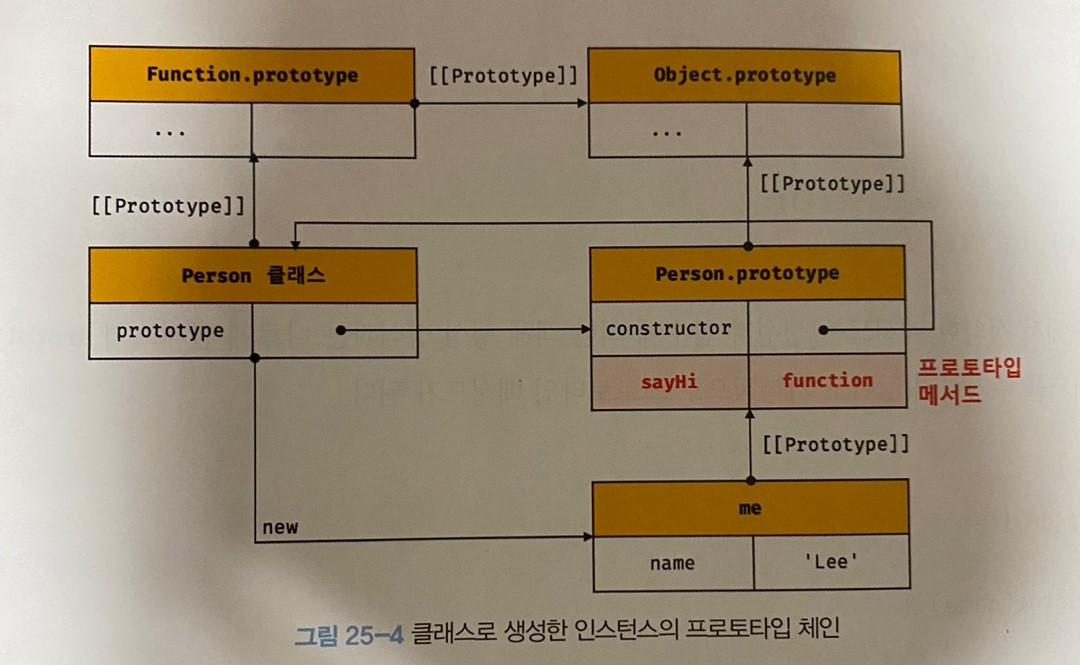 Function.prototype
[[Prototype]]
Object.prototype
...
...
[[Prototype]]
[[Prototype]]
Person 클래스
Person.prototype
prototype
constructor
sayHi
function
프로토타입
메서드
[[Prototype]]
new
me
name
'Lee'
그림 25-4 클래스로 생성한 인스턴스의 프로토타입 체인